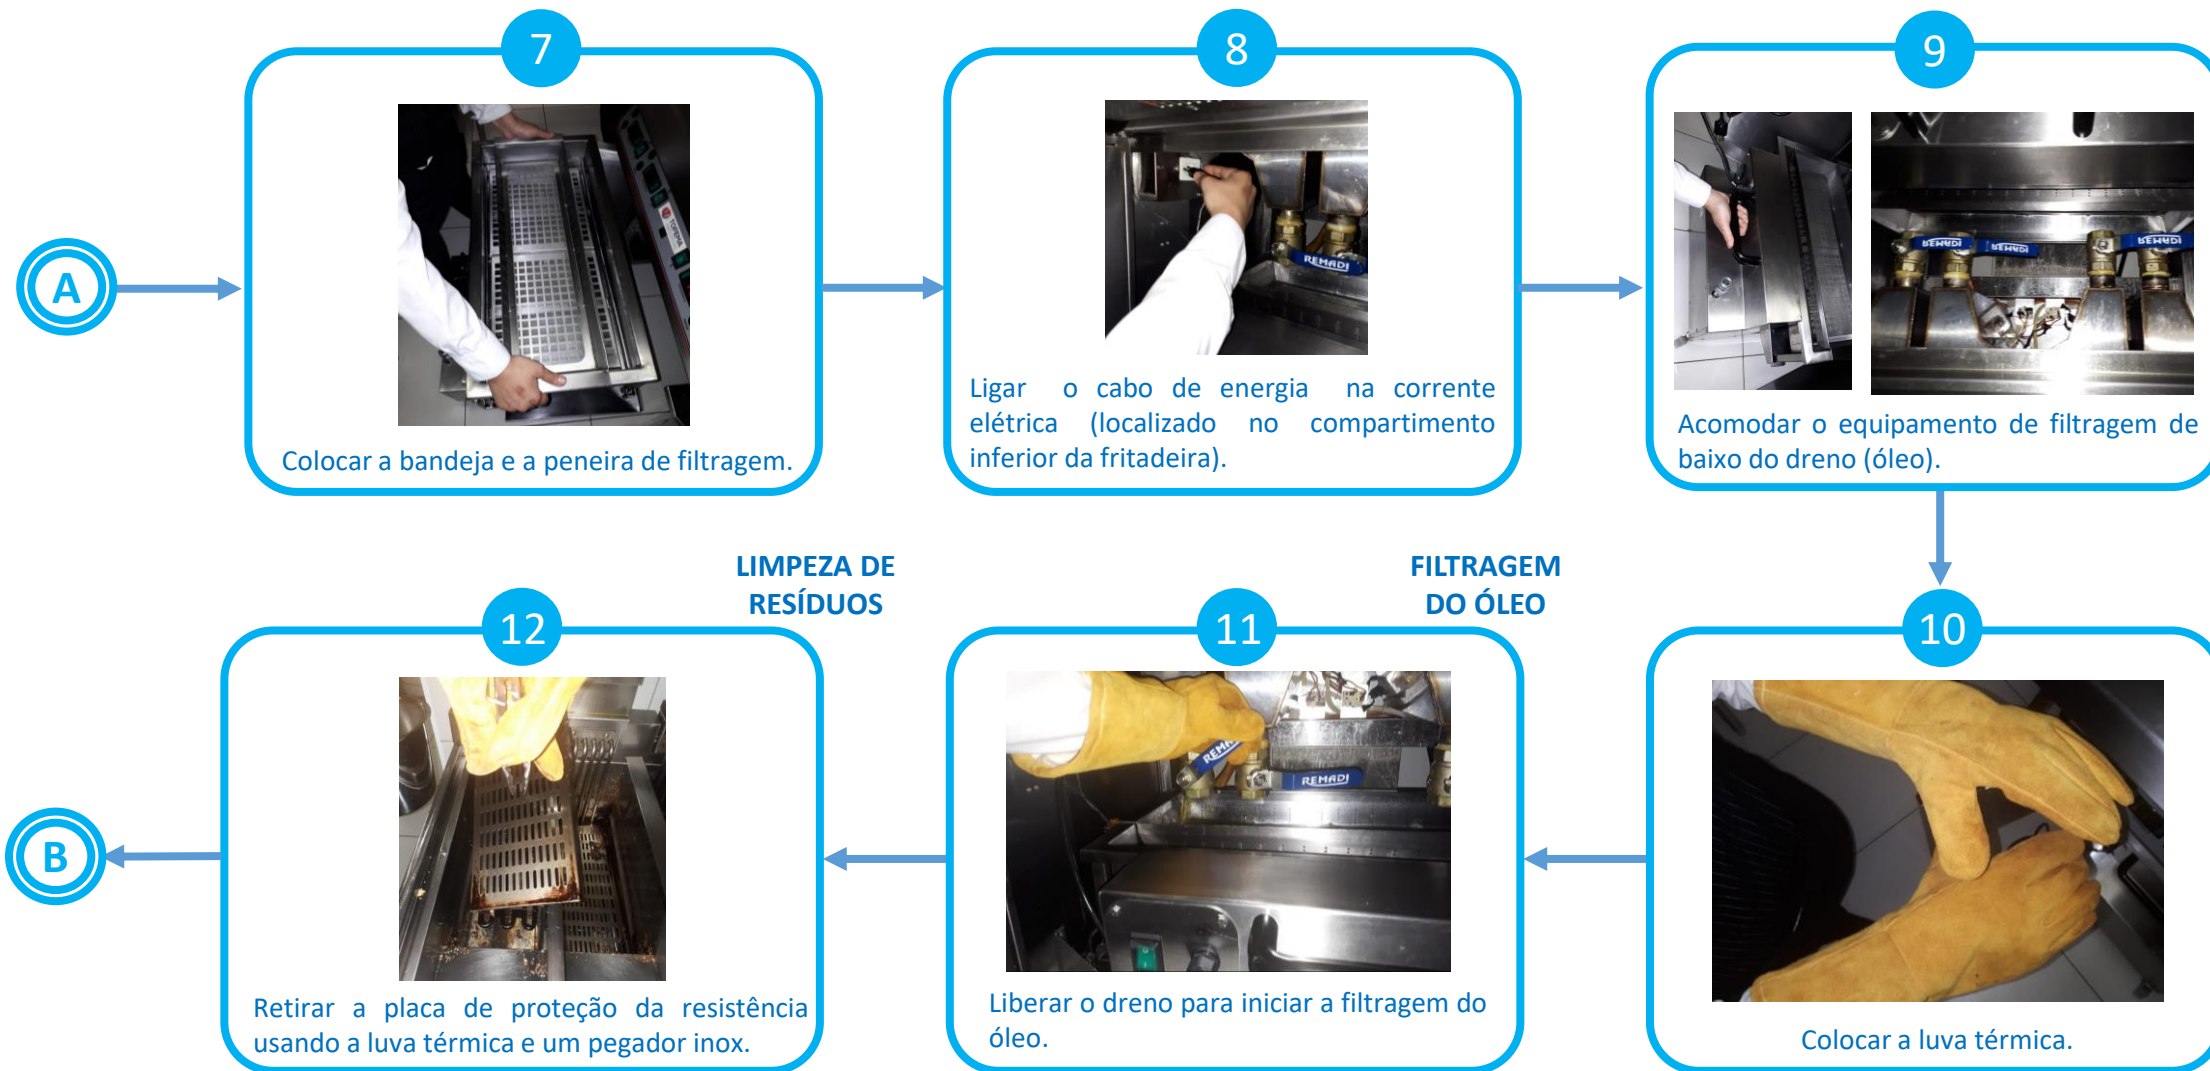 7
8
9
A
Colocar a bandeja e a peneira de filtragem.
Ligar o cabo de energia na corrente
elétrica (localizado no compartimento
inferior da fritadeira).
REMADI
Acomodar o equipamento de filtragem de
baixo do dreno (óleo).
REMADI
REMADI
REMADI
LIMPEZA DE
RESÍDUOS
FILTRAGEM
DO ÓLEO
12
11
10
B
Retirar a placa de proteção da resistência
usando a luva térmica e um pegador inox.
REMADI
Liberar o dreno para iniciar a filtragem do
óleo.
Colocar a luva térmica.